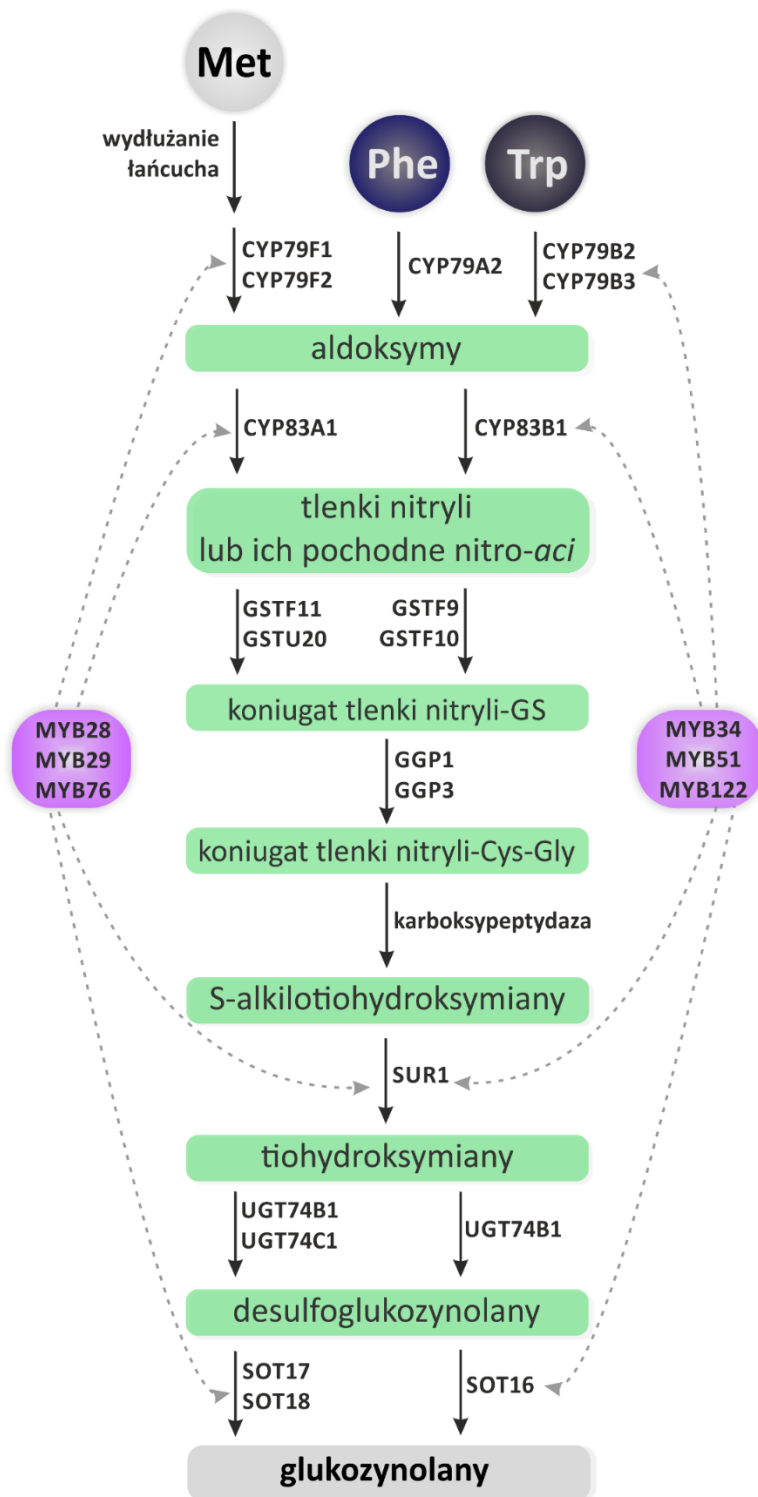 Met
wydłużanie
łańcucha
Phe
Trp
CYP79F1
CYP79F2
CYP79A2
CYP79B2
CYP79B3
aldoksymy
CYP83A1
CYP83B1
tlenki nitryli
lub ich pochodne nitro-aci
GSTF11
GSTU20
GSTF9
GSTF10
koniugat tlenki nitryli-GS
MYB28
MYB29
MYB76
GGP1
GGP3
MYB34
MYB51
MYB122
koniugat tlenki nitryli-Cys-Gly
karboksypeptydaza
S-alkilotiohydroksymiany
SUR1
tiohydroksymiany
UGT74B1
UGT74C1
UGT74B1
desulfoglukozynolany
SOT17
SOT18
SOT16
glukozynolany